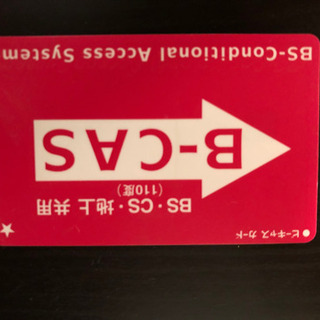 ● ビーキャス カード
BS・CS・地上 共用
(110度)
B-CAS
BS-Conditional Access System